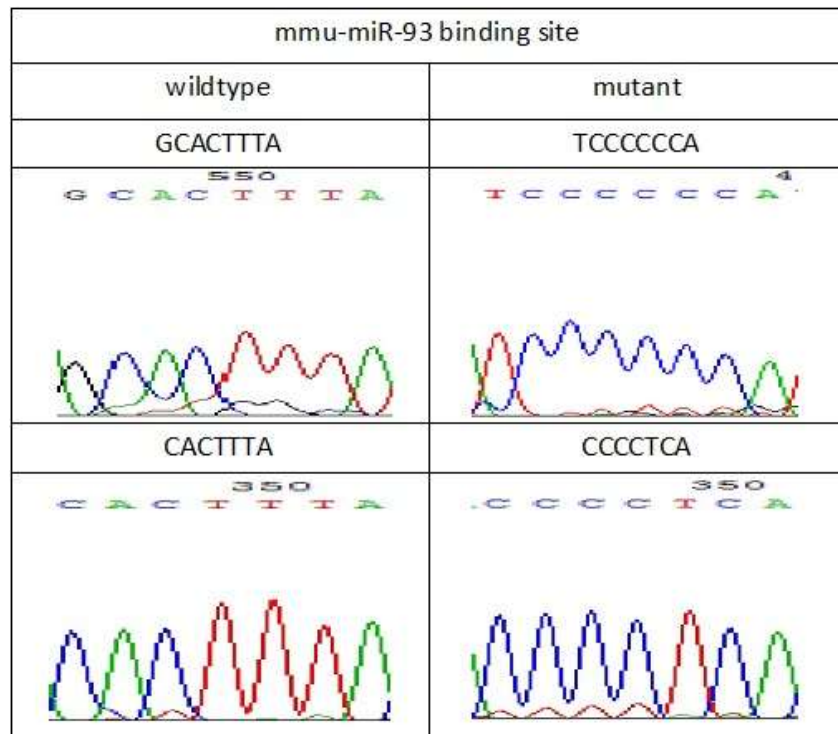 mmu-miR-93 binding site
wildtype mutant
GCACTTTA TCCCCCCA
550 4
G C A C T T T A T C C C C C C A
CACTTTA CCCCTCA
350 350
C A C T T T A C C C C T C A